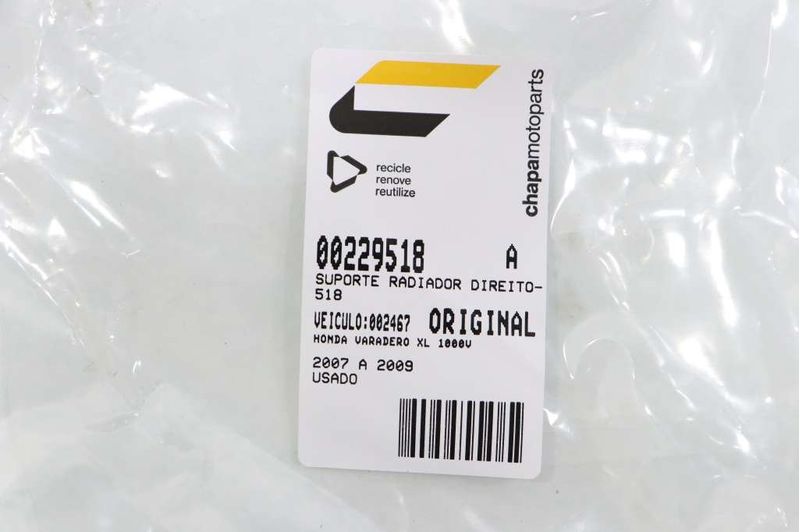 chapamotoparts
recicle
renove
reutilize
00229518 A
SUPORTE RADIADOR DIREITO-
518
VEICULO:002467 ORIGINAL
HONDA VARADERO XL 1000V
2007 A 2009
USADO